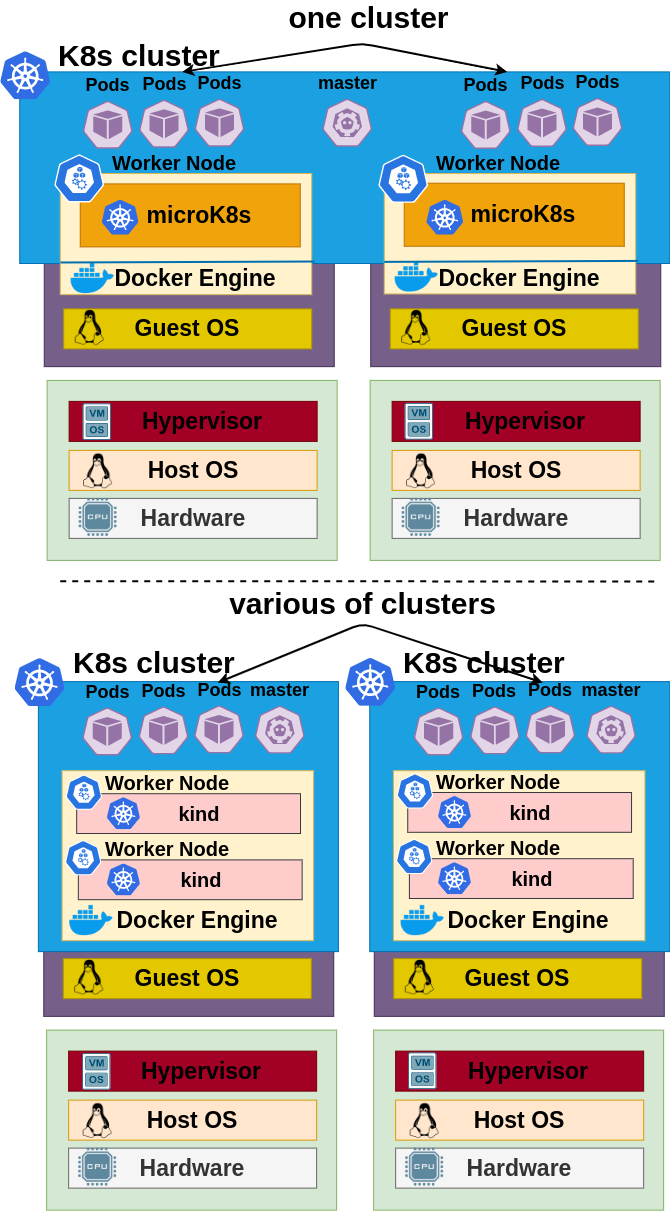 one cluster
K8s cluster
Pods Pods Pods master Pods Pods Pods
Worker Node Worker Node
microK8s microK8s
Docker Engine Docker Engine
Guest OS Guest OS
VM OS Hypervisor VM OS Hypervisor
Host OS Host OS
CPU Hardware CPU Hardware
various of clusters
K8s cluster K8s cluster
Pods Pods Pods master Pods Pods Pods master
Worker Node Worker Node
kind kind
Worker Node Worker Node
kind kind
Docker Engine Docker Engine
Guest OS Guest OS
VM OS Hypervisor VM OS Hypervisor
Host OS Host OS
CPU Hardware CPU Hardware